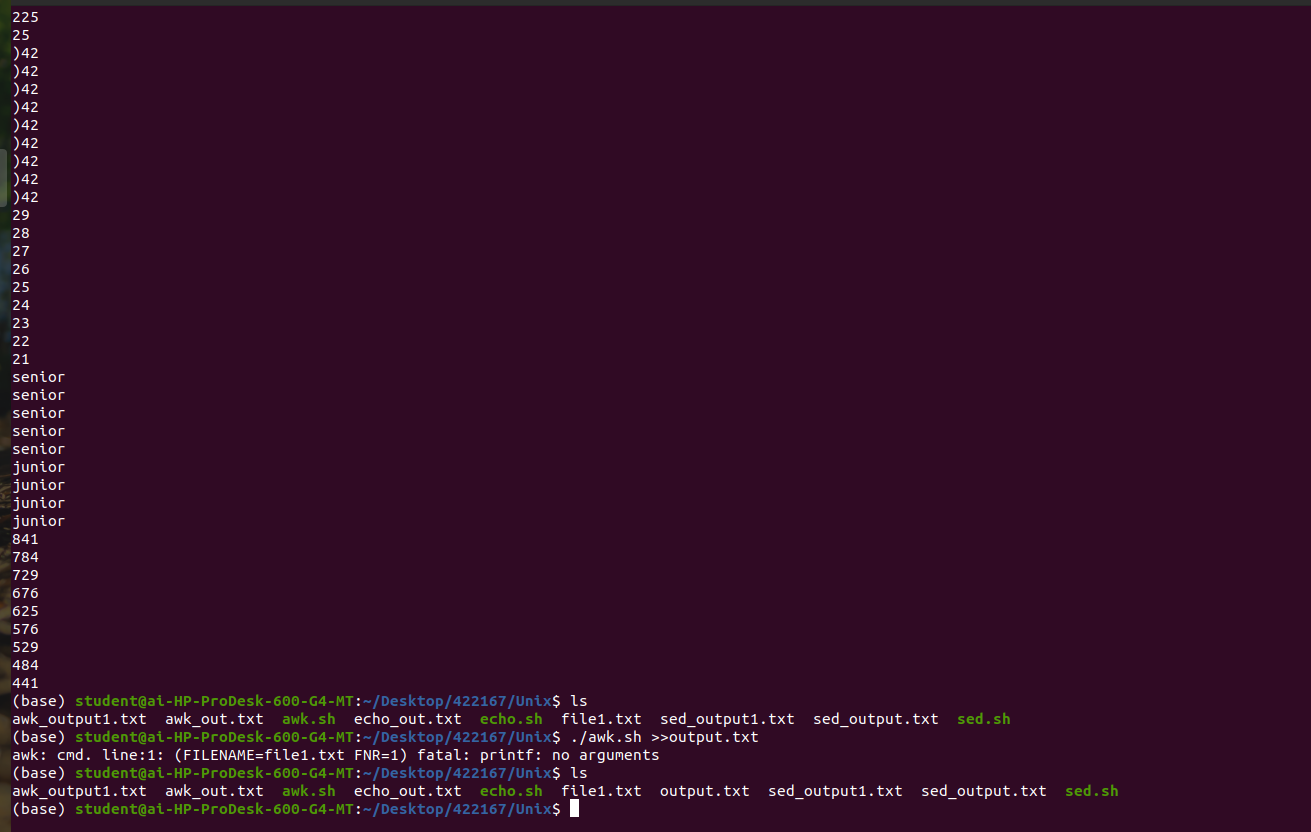 225
25
)42
)42
)42
)42
)42
)42
)42
)42
)42
29
28
27
26
25
24
23
22
21
senior
senior
senior
senior
senior
junior
junior
junior
junior
841
784
729
676
625
576
529
484
441
(base) student@ai-HP-ProDesk-600-G4-MT:~/Desktop/422167/Unix$ ls
awk_output1.txt  awk_out.txt  awk.sh  echo_out.txt  echo.sh  file1.txt  sed_output1.txt  sed_output.txt  sed.sh
(base) student@ai-HP-ProDesk-600-G4-MT:~/Desktop/422167/Unix$ ./awk.sh >>output.txt
awk: cmd. line:1: (FILENAME=file1.txt FNR=1) fatal: printf: no arguments
(base) student@ai-HP-ProDesk-600-G4-MT:~/Desktop/422167/Unix$ ls
awk_output1.txt  awk_out.txt  awk.sh  echo_out.txt  echo.sh  file1.txt  output.txt  sed_output1.txt  sed_output.txt  sed.sh
(base) student@ai-HP-ProDesk-600-G4-MT:~/Desktop/422167/Unix$